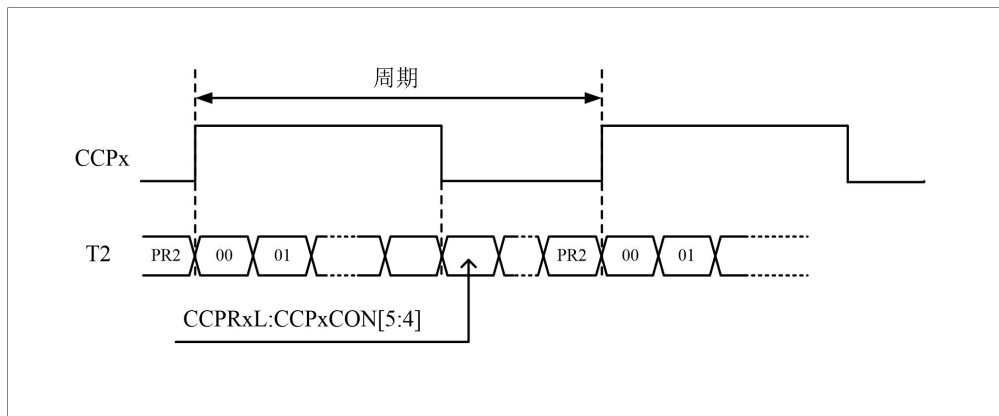 周期
CCPx
T2 PR2 00 01 PR2 00 01
CCPRxL:CCPxCON[5:4]